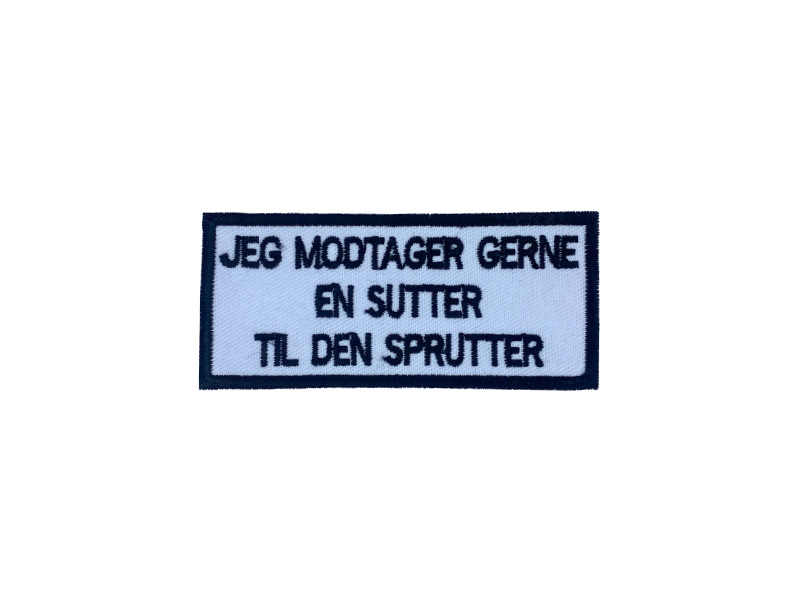 JEG MODTAGER GERNE
EN SUTTER
TIL DEN SPRUTTER